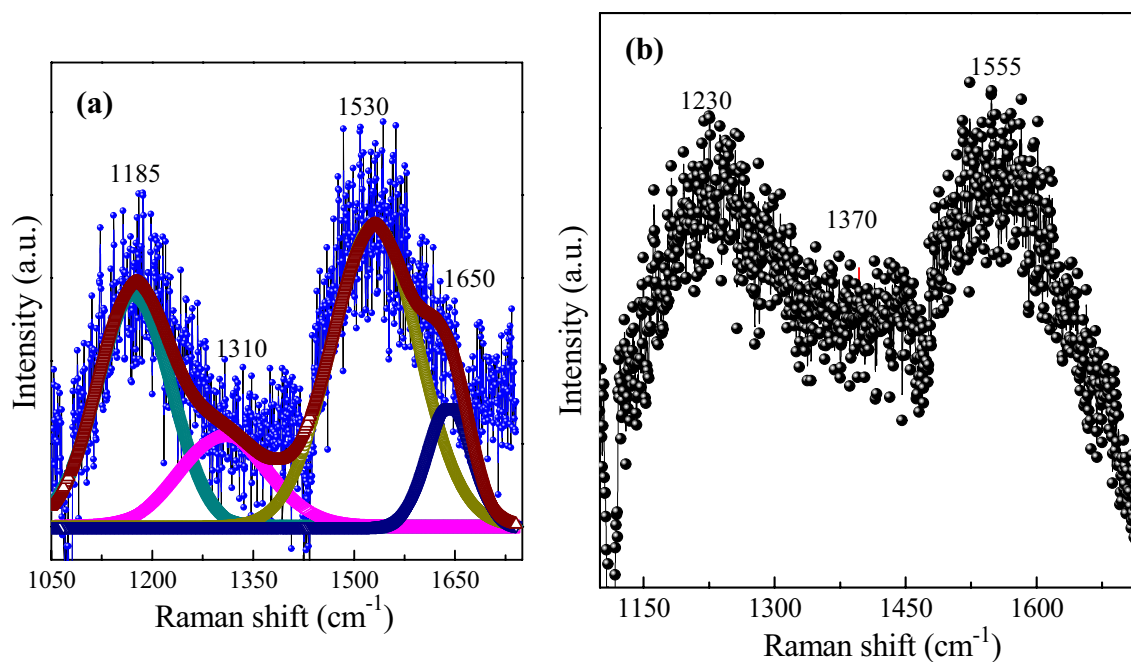 (a)
1185
1310
1530
1650
Intensity (a.u.)
1050 1200 1350 1500 1650
Raman shift (cm-1)
(b)
1230
1370
1555
Intensity (a.u.)
1150 1300 1450 1600
Raman shift (cm-1)